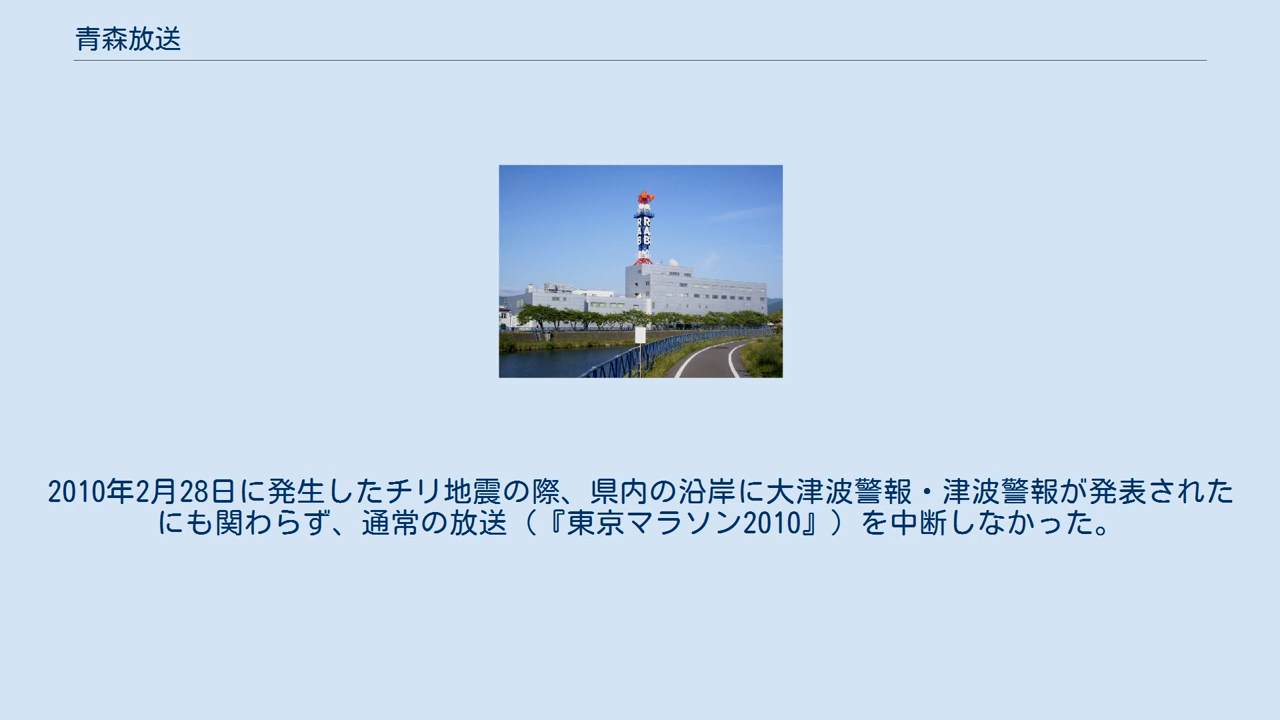 青森放送
RAB
RAB
2010年2月28日に発生したチリ地震の際、県内の沿岸に大津波警報・津波警報が発表された
にも関わらず、通常の放送（『東京マラソン2010』）を中断しなかった。